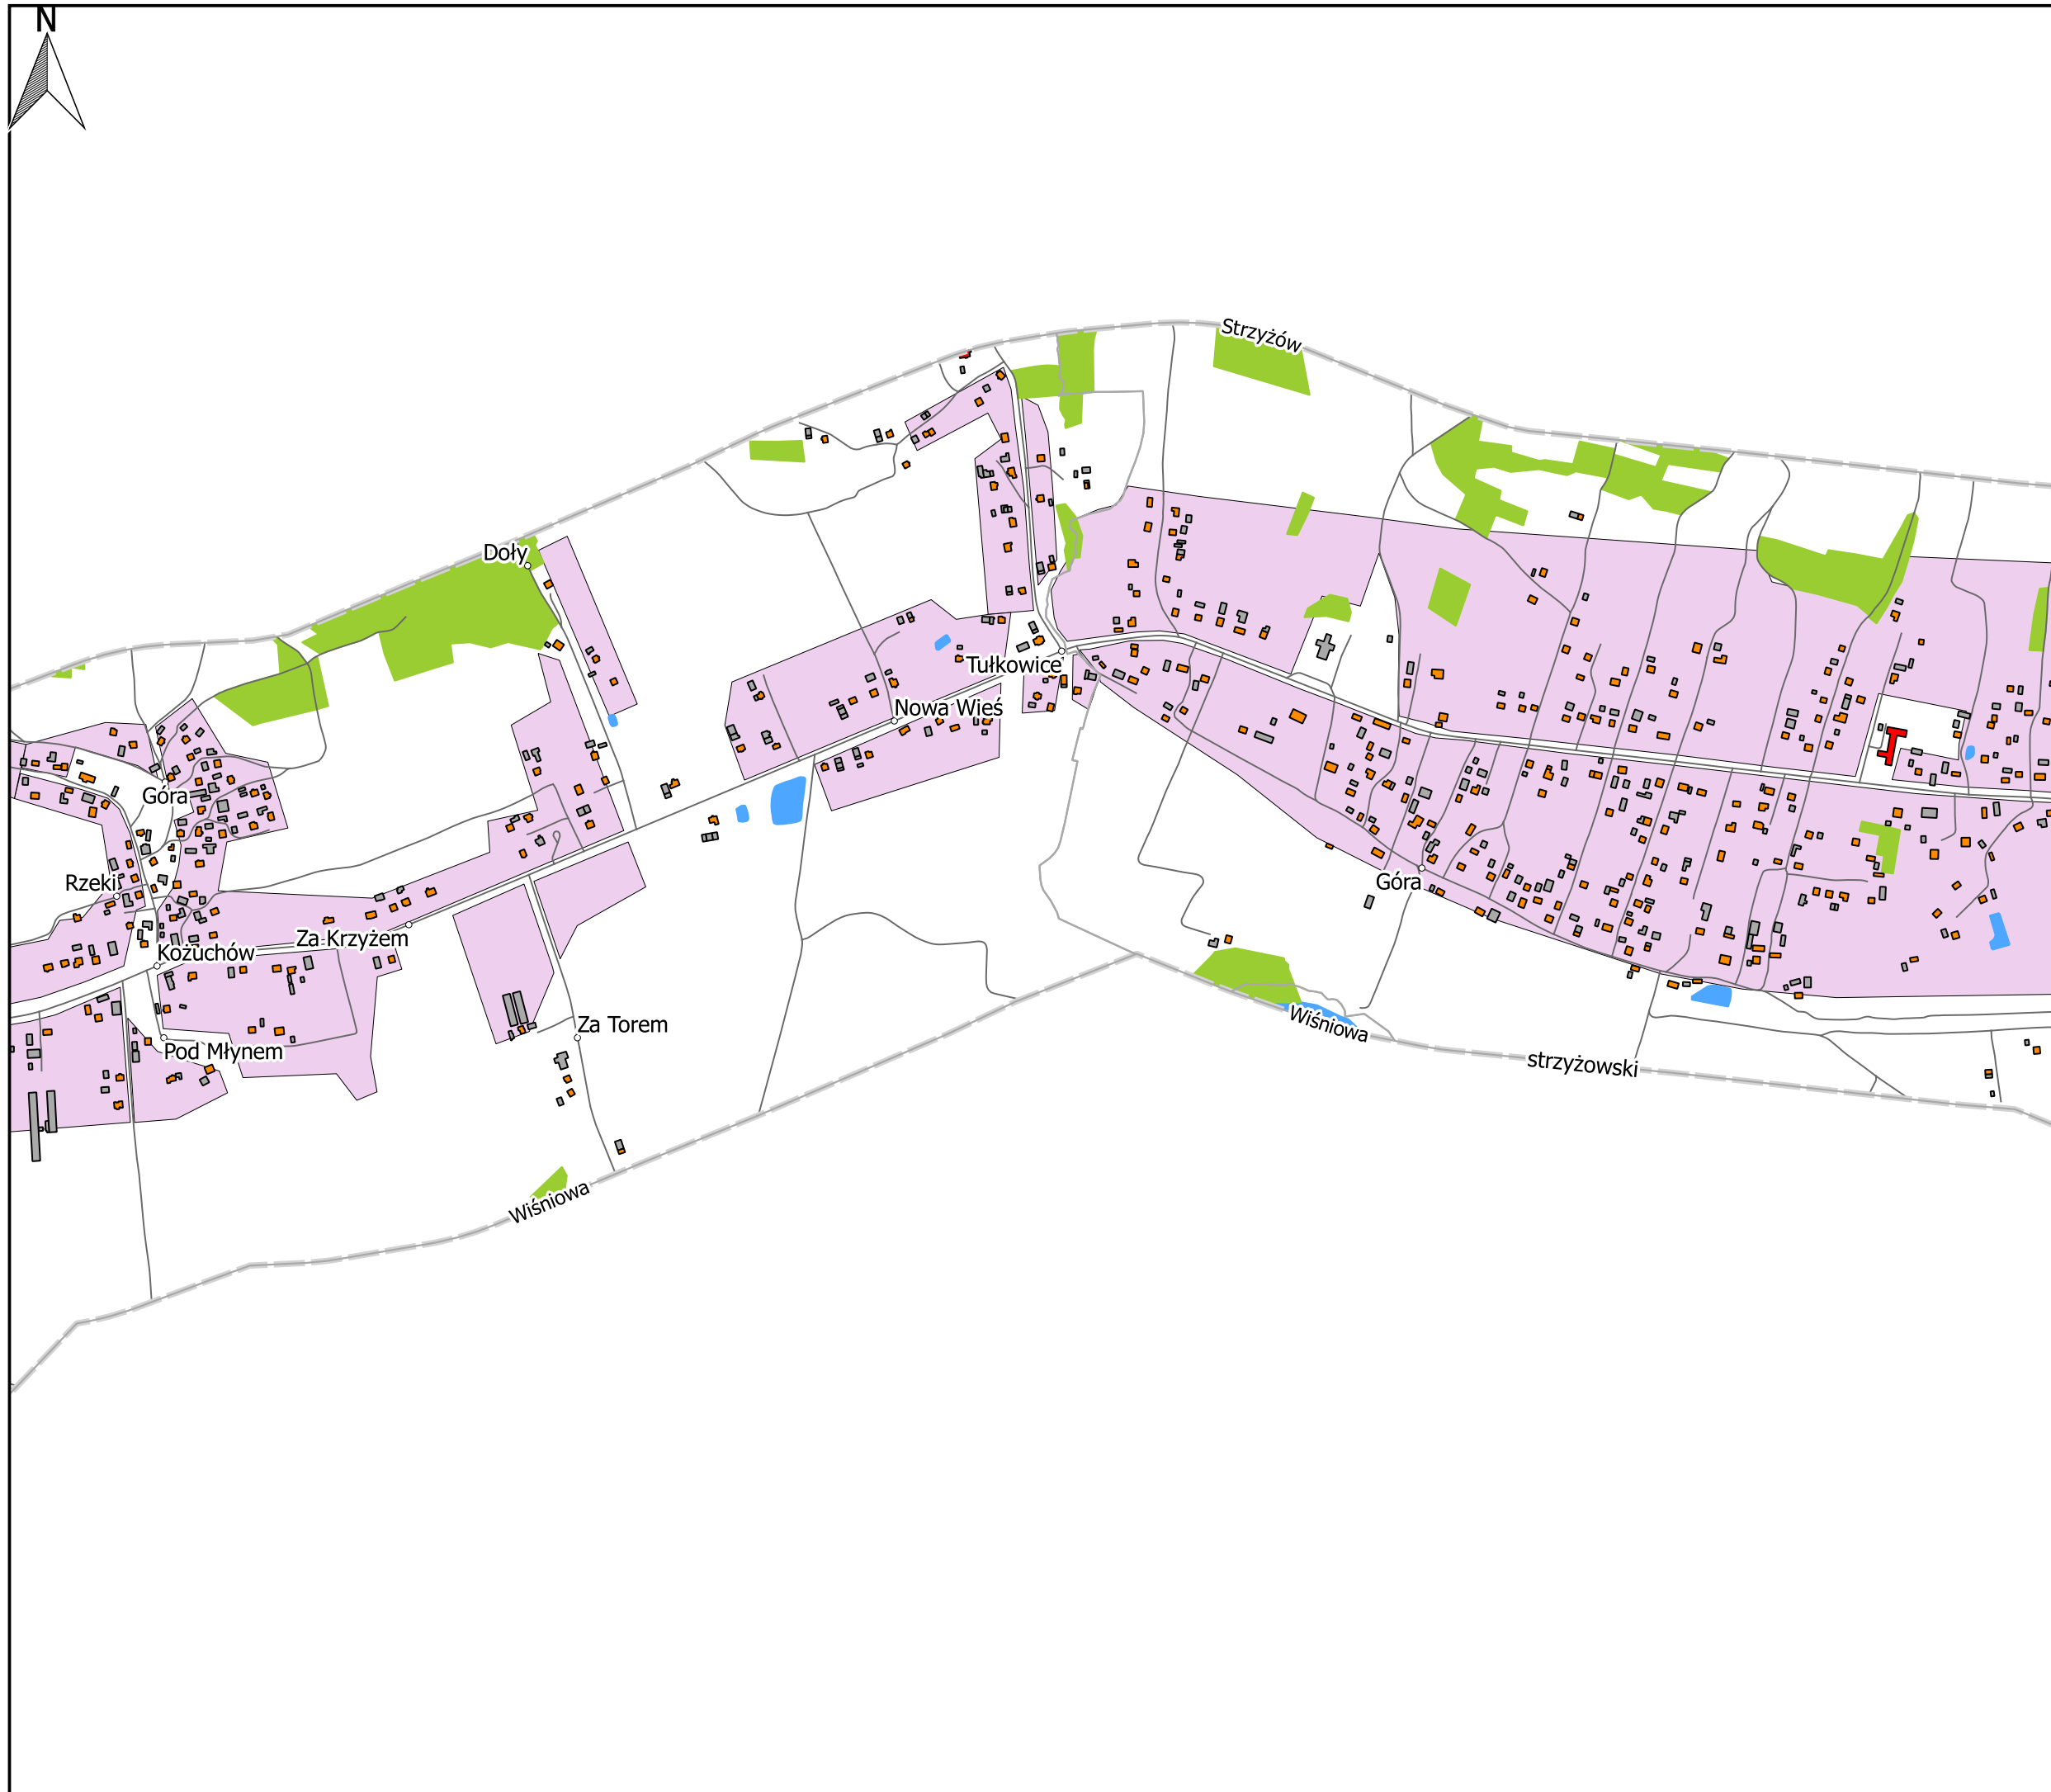 N
Strzyżów
Doły
Tułkowice
Nowa Wieś
Góra
Rzeki
Góra
Za Krzyżem
Kożuchów
Wiśniowa
Za Torem
Pod Młynem
strzyżowski
Wiśniowa